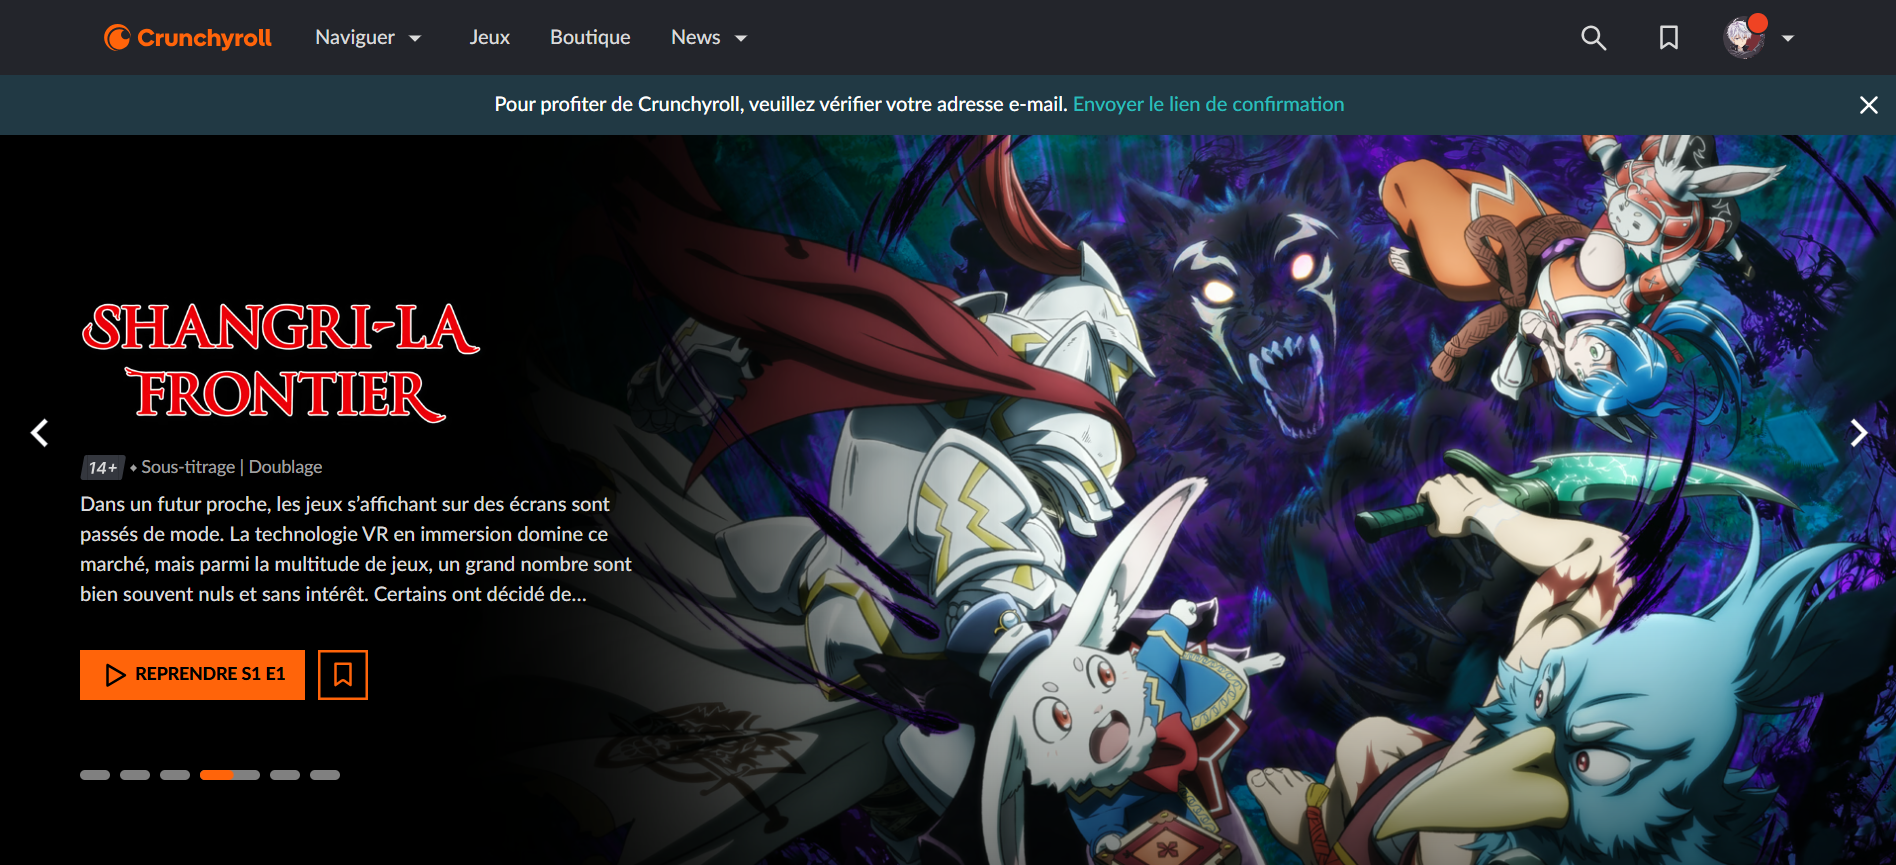 Crunchyroll Naviguer Jeux Boutique News
Pour profiter de Crunchyroll, veuillez vérifier votre adresse e-mail. Envoyer le lien de confirmation
SHANGRI-LA
FRONTIER
14+ ♦ Sous-titrage | Doublage
Dans un futur proche, les jeux s’affichant sur des écrans sont
passés de mode. La technologie VR en immersion domine ce
marché, mais parmi la multitude de jeux, un grand nombre sont
bien souvent nuls et sans intérêt. Certains ont décidé de...
REPRENDRE S1 E1